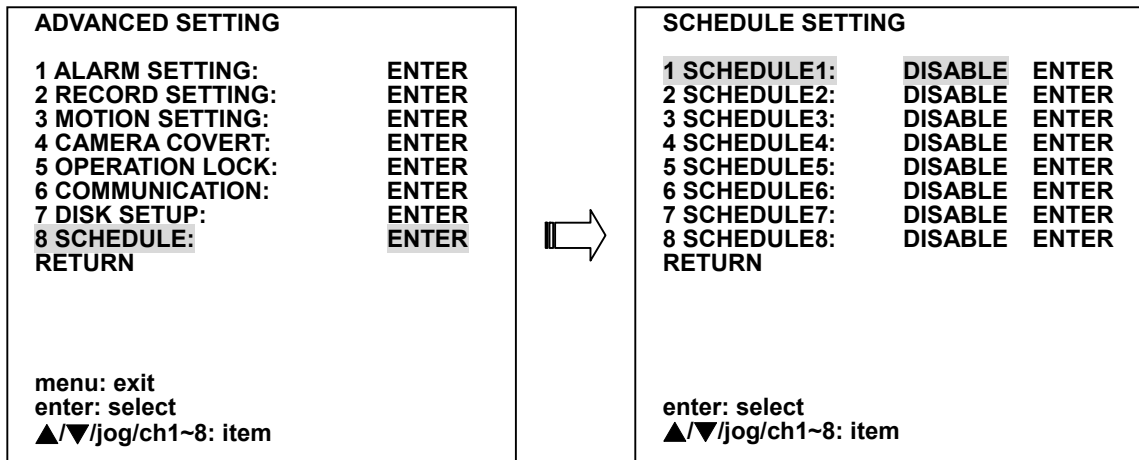 ADVANCED SETTING
1 ALARM SETTING: ENTER
2 RECORD SETTING: ENTER
3 MOTION SETTING: ENTER
4 CAMERA COVERT: ENTER
5 OPERATION LOCK: ENTER
6 COMMUNICATION: ENTER
7 DISK SETUP: ENTER
8 SCHEDULE: ENTER
RETURN
menu: exit
enter: select
▲/▼/jog/ch1~8: item
SCHEDULE SETTING
1 SCHEDULE1: DISABLE ENTER
2 SCHEDULE2: DISABLE ENTER
3 SCHEDULE3: DISABLE ENTER
4 SCHEDULE4: DISABLE ENTER
5 SCHEDULE5: DISABLE ENTER
6 SCHEDULE6: DISABLE ENTER
7 SCHEDULE7: DISABLE ENTER
8 SCHEDULE8: DISABLE ENTER
RETURN
enter: select
▲/▼/jog/ch1~8: item